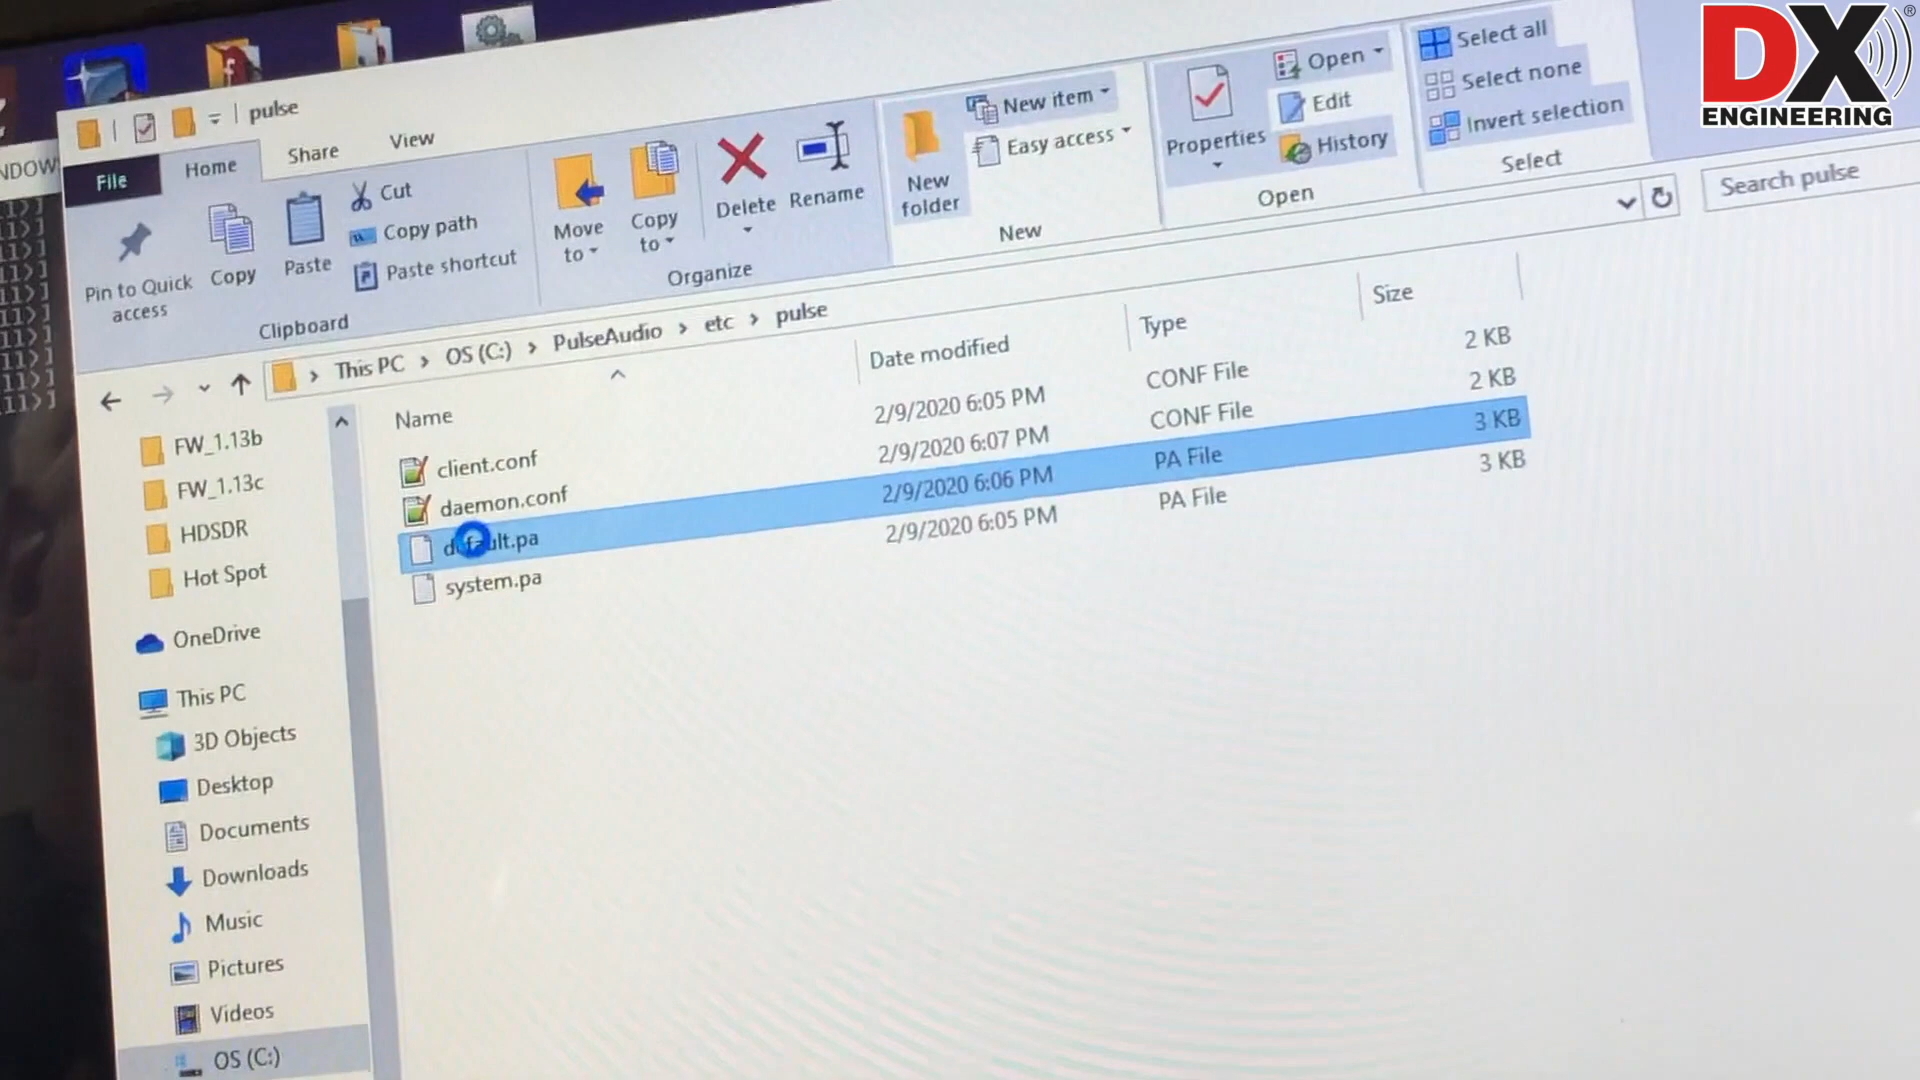 DX
®
ENGINEERING
pulse
NDOW
File
Home
Share
View
Pin to Quick
access
Copy
Paste
Cut
Copy path
Paste shortcut
Clipboard
Move
to
Copy
to
Delete
Rename
Organize
New
folder
New item
Easy access
New
Properties
Open
Edit
History
Open
Select all
Select none
Invert selection
Select
This PC > OS (C:) > PulseAudio > etc > pulse
Search pulse
Name Date modified Type Size
client.conf 2/9/2020 6:05 PM CONF File 2 KB
daemon.conf 2/9/2020 6:07 PM CONF File 2 KB
default.pa 2/9/2020 6:06 PM PA File 3 KB
system.pa 2/9/2020 6:05 PM PA File 3 KB
FW_1.13b
FW_1.13c
HDSDR
Hot Spot
OneDrive
This PC
3D Objects
Desktop
Documents
Downloads
Music
Pictures
Videos
OS (C:)